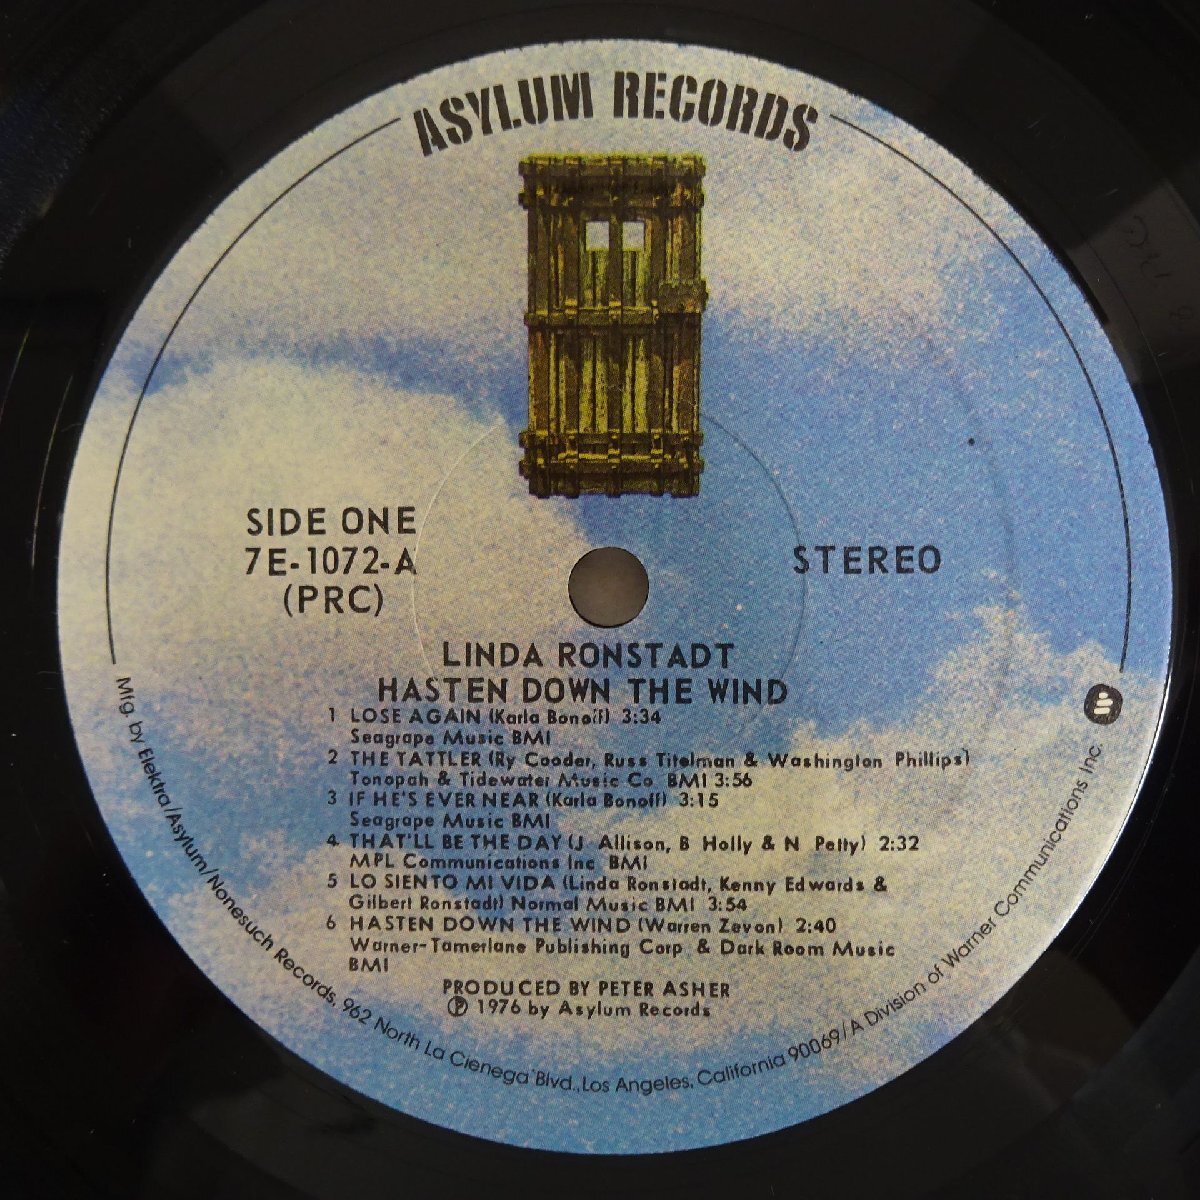 ASYLUM RECORDS
SIDE ONE
7E-1072-A
(PRC)
STEREO
LINDA RONSTADT
HASTEN DOWN THE WIND
1 LOSE AGAIN (Karla Bonoff) 3:34
Seagrape Music BMI
2 THE TATTLER (Ry Cooder, Russ Titelman & Washington Phillips)
Tonopah & Tidewater Music Co BMI 3:56
3 IF HE'S EVER NEAR (Karla Bonoff) 3:15
Seagrape Music BMI
4 THAT'LL BE THE DAY (J Allison, B Holly & N Petty) 2:32
MPL Communications Inc BMI
5 LO SIENTO MI VIDA (Linda Ronstadt, Kenny Edwards &
Gilbert Ronstadt) Normal Music BMI 3:54
6 HASTEN DOWN THE WIND (Warren Zevon) 2:40
Warner-Tamerlane Publishing Corp & Dark Room Music
BMI
PRODUCED BY PETER ASHER
℗ 1976 by Asylum Records
Mfg. by Elektra/Asylum/Nonesuch Records, 962 North La Cienega Blvd., Los Angeles, California 90069/A Division of Warner Communications Inc.